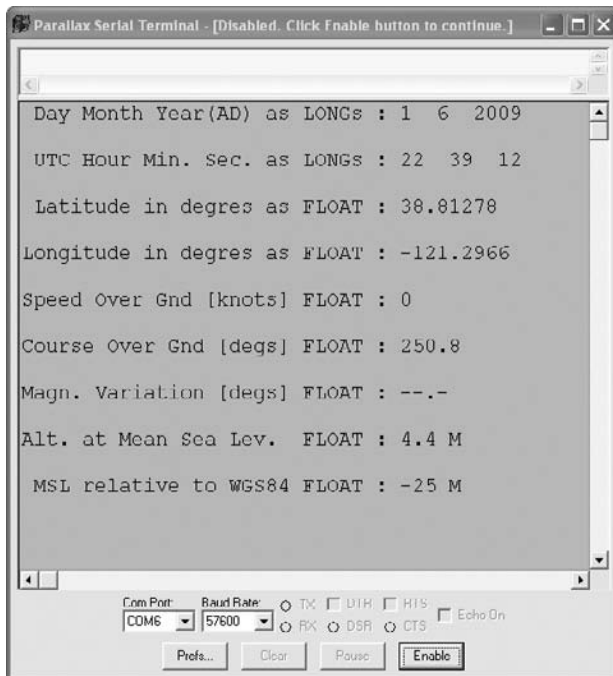 Parallax Serial Terminal - [Disabled. Click Enable button to continue.]
Day Month Year(AD) as LONGs : 1 6 2009
UTC Hour Min. Sec. as LONGs : 22 39 12
Latitude in degres as FLOAT : 38.81278
Longitude in degres as FLOAT : -121.2966
Speed Over Gnd [knots] FLOAT : 0
Course Over Gnd [degs] FLOAT : 250.8
Magn. Variation [degs] FLOAT : --.-
Alt. at Mean Sea Lev. FLOAT : 4.4 M
MSL relative to WGS84 FLOAT : -25 M
Com Port: Baud Rate: TX DTR RTS
COM6 57600 RX DSR CTS Echo On
Prefs... Clear Pause Enable